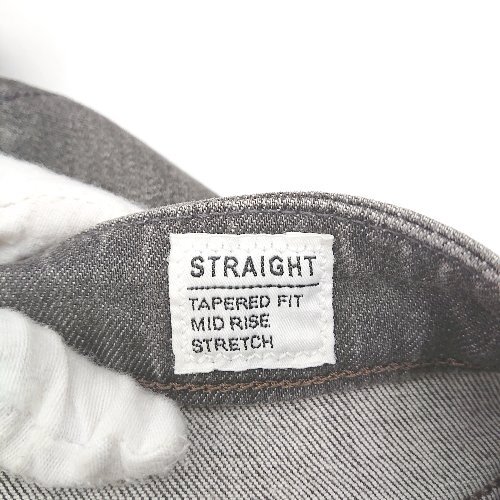 STRAIGHT
TAPERED FIT
MID RISE
STRETCH